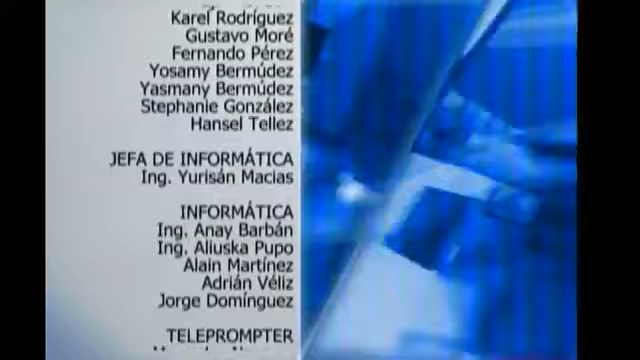 Karel Rodríguez
Gustavo Moré
Fernando Pérez
Yosamy Bermúdez
Yasmany Bermúdez
Stephanie González
Hansel Tellez
JEFA DE INFORMÁTICA
Ing. Yurisán Macias
INFORMÁTICA
Ing. Anay Barbán
Ing. Aliuska Pupo
Alain Martínez
Adrián Véliz
Jorge Domínguez
TELEPROMPTER